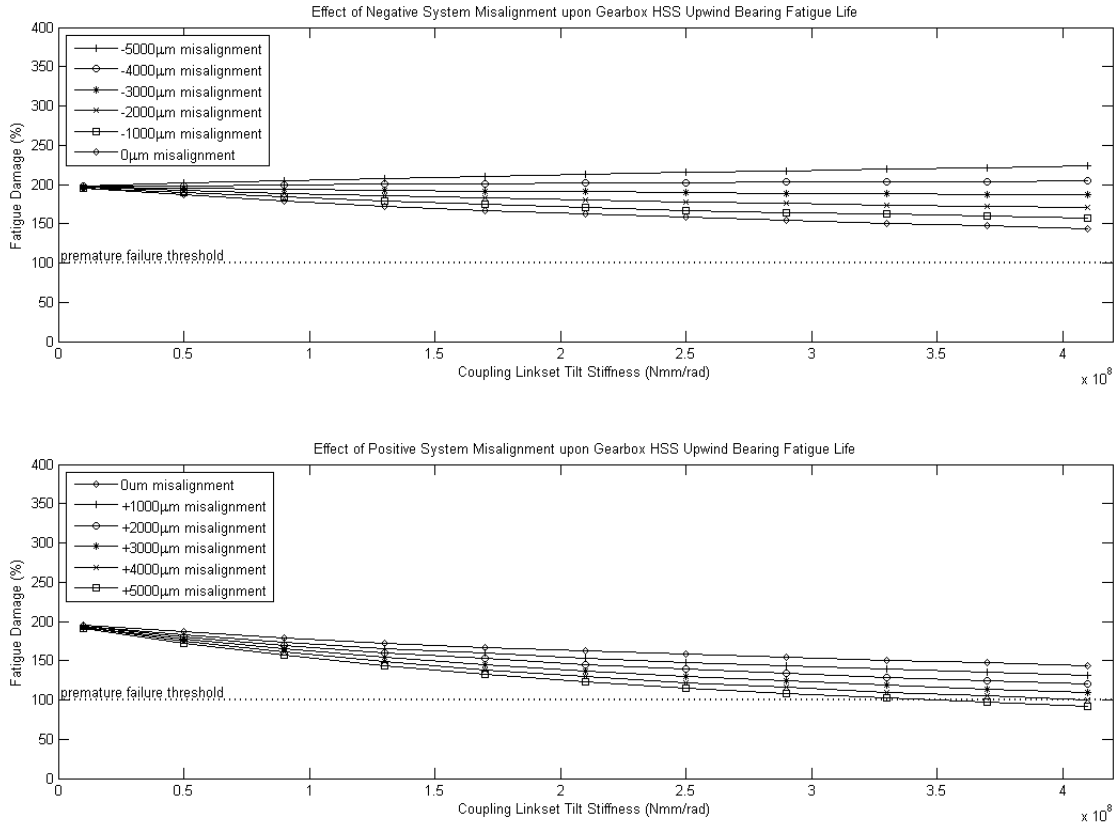 Effect of Negative System Misalignment upon Gearbox HSS Upwind Bearing Fatigue Life
400
350
300
250
200
150
100
50
0
Fatigue Damage (%)
-5000μm misalignment
-4000μm misalignment
-3000μm misalignment
-2000μm misalignment
-1000μm misalignment
0μm misalignment
premature failure threshold
0 0.5 1 1.5 2 2.5 3 3.5 4
Coupling Linkset Tilt Stiffness (Nmm/rad)
x 10^8
Effect of Positive System Misalignment upon Gearbox HSS Upwind Bearing Fatigue Life
400
350
300
250
200
150
100
50
0
Fatigue Damage (%)
0um misalignment
+1000μm misalignment
+2000μm misalignment
+3000μm misalignment
+4000μm misalignment
+5000μm misalignment
premature failure threshold
0 0.5 1 1.5 2 2.5 3 3.5 4
Coupling Linkset Tilt Stiffness (Nmm/rad)
x 10^8